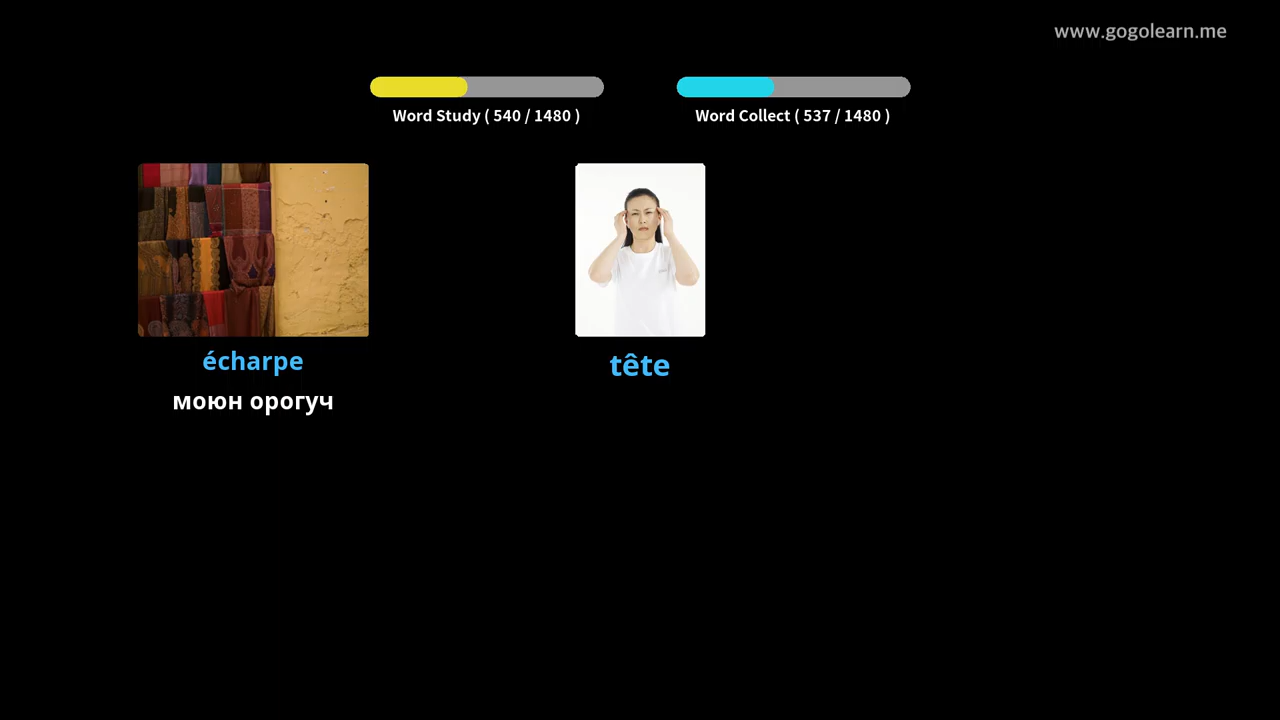 www.gogolearn.me
Word Study ( 540 / 1480 )
Word Collect ( 537 / 1480 )
écharpe
моюн орогуч
tête